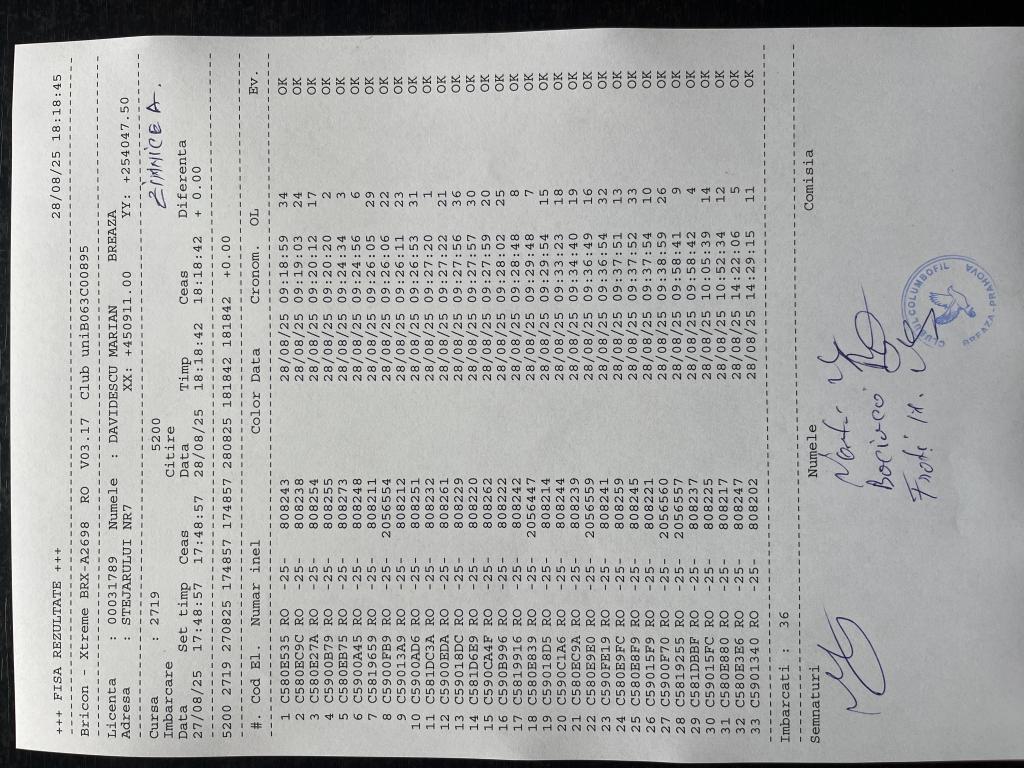 +++ FISA REZULTATE +++ 28/08/25 18:18:45
Bricon - Xtreme BRX-A2698 RO V03.17 Club uniB063C00895
Licenta : 00031789 Numele : DAVIDESCU MARIAN BREAZA
Adresa : STEJARULUI NR7 XX: +450911.00 YY: +254047.50
Cursa : 2719 5200 ZIMNICEA.
Imbarcare Citire
Data Set timp Ceas Data Timp Ceas Diferenta
27/08/25 17:48:57 17:48:57 28/08/25 18:18:42 18:18:42 + 0.00
5200 2719 270825 174857 174857 280825 181842 181842 +0.00
#. Cod El. Numar inel Color Data Cronom. OL Ev.
1 C580E535 RO -25- 808243 28/08/25 09:18:59 34 OK
2 C580EC9C RO -25- 808238 28/08/25 09:19:03 24 OK
3 C580E27A RO -25- 808254 28/08/25 09:20:12 17 OK
4 C5900B79 RO -25- 808255 28/08/25 09:20:20 2 OK
5 C580EB75 RO -25- 808273 28/08/25 09:24:34 3 OK
6 C5900A45 RO -25- 808248 28/08/25 09:24:56 6 OK
7 C5819659 RO -25- 808211 28/08/25 09:26:05 29 OK
8 C5900FB9 RO -25- 2056554 28/08/25 09:26:06 22 OK
9 C59013A9 RO -25- 808212 28/08/25 09:26:11 23 OK
10 C5900AD6 RO -25- 808251 28/08/25 09:26:53 31 OK
11 C581DC3A RO -25- 808232 28/08/25 09:27:20 1 OK
12 C5900EDA RO -25- 808261 28/08/25 09:27:22 21 OK
13 C59018DC RO -25- 808229 28/08/25 09:27:56 36 OK
14 C581D6E9 RO -25- 808220 28/08/25 09:27:57 30 OK
15 C5900CA4F RO -25- 808262 28/08/25 09:27:59 20 OK
16 C5900B996 RO -25- 808222 28/08/25 09:28:02 25 OK
17 C5819916 RO -25- 808242 28/08/25 09:28:48 8 OK
18 C580E839 RO -25- 2056447 28/08/25 09:29:48 7 OK
19 C59018D5 RO -25- 808214 28/08/25 09:29:54 15 OK
20 C5900C1A6 RO -25- 808244 28/08/25 09:33:23 18 OK
21 C580EC9A RO -25- 808239 28/08/25 09:34:40 19 OK
22 C580E9E0 RO -25- 2056559 28/08/25 09:36:49 16 OK
23 C590FE19 RO -25- 808241 28/08/25 09:36:54 32 OK
24 C580E9FC RO -25- 808259 28/08/25 09:37:51 13 OK
25 C580E8F9 RO -25- 808245 28/08/25 09:37:52 33 OK
26 C59015F9 RO -25- 808221 28/08/25 09:37:54 10 OK
27 C5900F70 RO -25- 2056560 28/08/25 09:38:59 26 OK
28 C5819255 RO -25- 2056557 28/08/25 09:58:41 9 OK
29 C581DBBF RO -25- 808237 28/08/25 09:58:42 4 OK
30 C59015FC RO -25- 808225 28/08/25 10:05:39 14 OK
31 C580E880 RO -25- 808217 28/08/25 10:52:34 12 OK
32 C580E3E6 RO -25- 808247 28/08/25 14:22:06 5 OK
33 C5901340 RO -25- 808202 28/08/25 14:29:15 11 OK
Imbarcati : 36
Semnaturi Numele Comisia
CLUBUL COLUMBOFIL
BREAZA-PRAHOVA